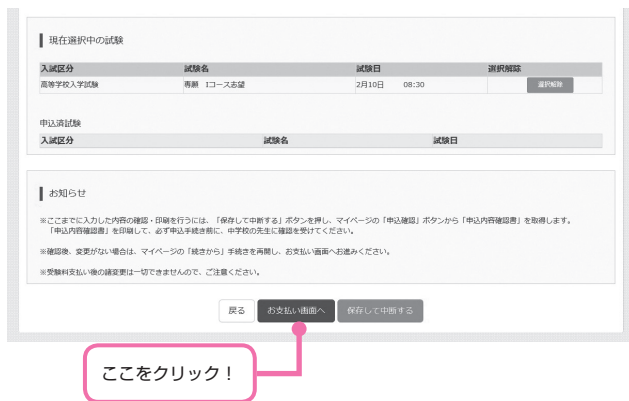 現在選択中の試験
入試区分 試験名 試験日 選択解除
高等学校入学試験 専願 Iコース志望 2月10日 08:30 選択解除
申込済試験
入試区分 試験名 試験日
お知らせ
※ここまでに入力した内容の確認・印刷を行うには、「保存して中断する」ボタンを押し、マイページの「申込確認」ボタンから「申込内容確認書」を取得します。
「申込内容確認書」を印刷して、必ず申込手続き前に、中学校の先生に確認を受けてください。
※確認後、変更がない場合は、マイページの「続きから」手続きを再開し、お支払い画面へお進みください。
※受験料支払い後の諸変更は一切できませんので、ご注意ください。
戻る お支払い画面へ 保存して中断する
ここをクリック！